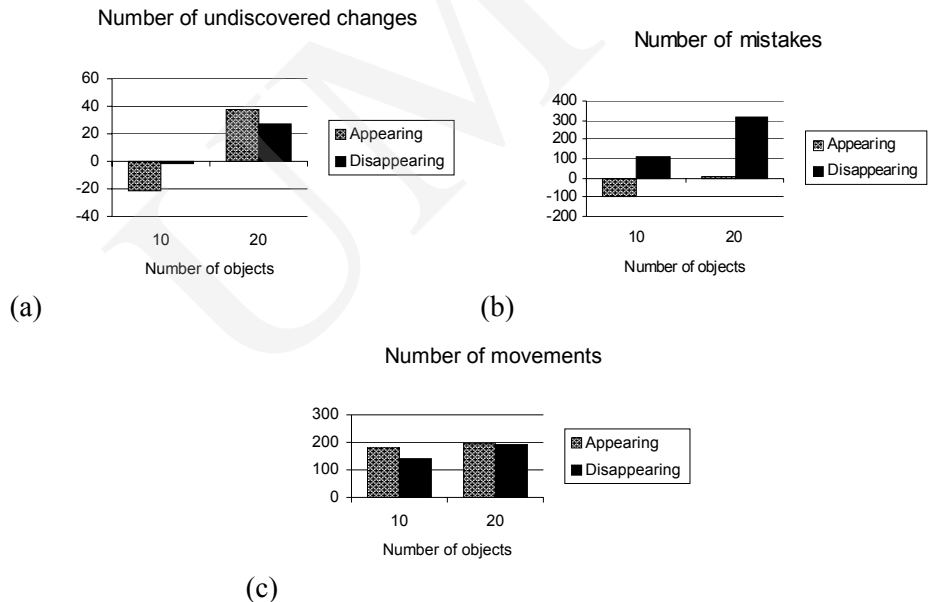 Number of undiscovered changes
60
40
20
0
-20
-40
10 20
Number of objects
Appearing
Disappearing
(a)
Number of mistakes
400
300
200
100
0
-100
-200
10 20
Number of objects
Appearing
Disappearing
(b)
Number of movements
300
200
100
0
10 20
Number of objects
Appearing
Disappearing
(c)
UM